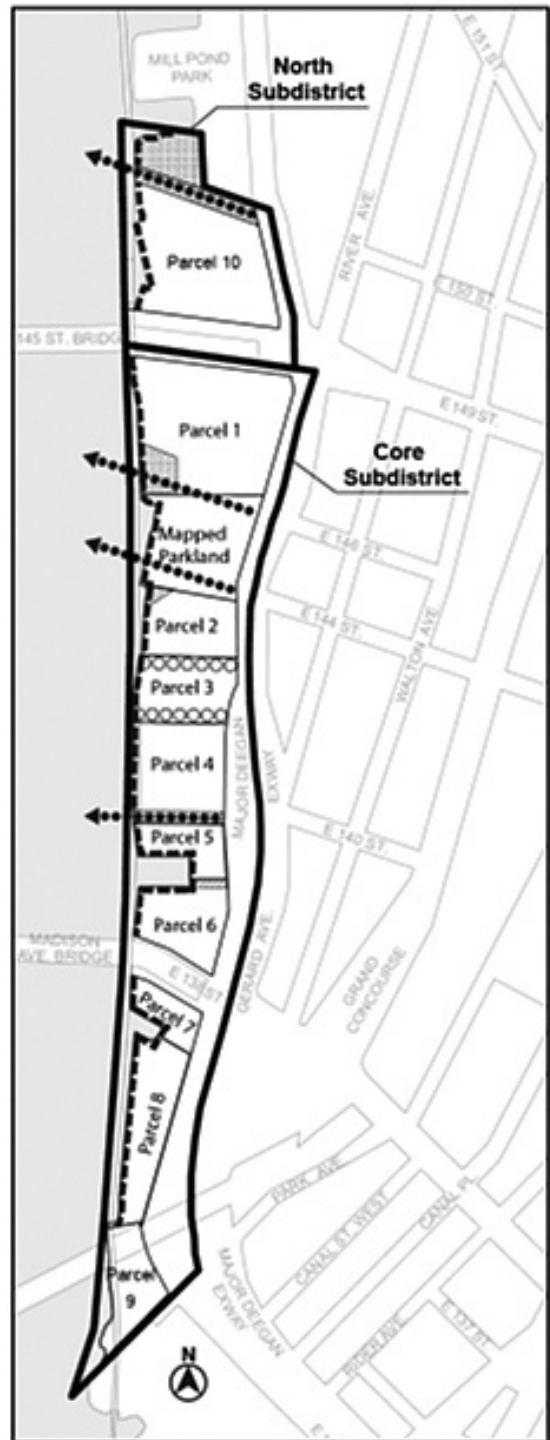 MILL POND
PARK
North
Subdistrict
E 151 ST.
RIVER AVE.
Parcel 10
E 150 ST.
145 ST. BRIDGE
E 149 ST.
Parcel 1
Core
Subdistrict
Mapped
Parkland
E 146 ST.
E 144 ST.
Parcel 2
WALTON AVE
Parcel 3
Parcel 4
MAJOR DEEGAN
EXWAY
Parcel 5
E 140 ST.
Parcel 6
MADISON
AVE. BRIDGE
E 138 ST
GERARD AVE.
GRAND
CONCOURSE
Parcel 7
Parcel 8
PARK AVE
CANAL ST. WEST
CANAL PL
MAJOR DEEGAN
EXWAY
Parcel
9
RIDER AVE
E 137 ST.
N